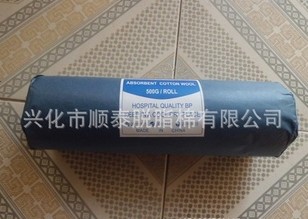 ABSORBENT COTTON WOOL
500G / ROLL
HOSPITAL QUALITY BP
兴化市顺泰脱脂棉有限公司